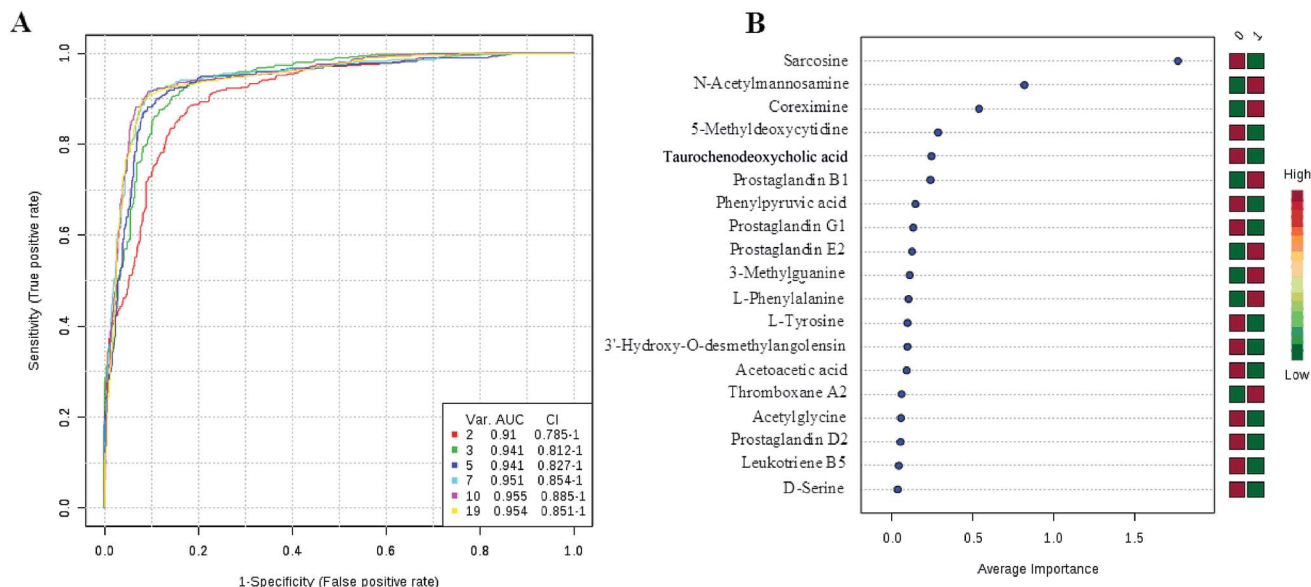 A
Sensitivity (True positive rate)
1.0
0.8
0.6
0.4
0.2
0.0
Var. AUC CI
2 0.91 0.785-1
3 0.941 0.812-1
5 0.941 0.827-1
7 0.951 0.854-1
10 0.955 0.885-1
19 0.954 0.851-1
0.0 0.2 0.4 0.6 0.8 1.0
1-Specificity (False positive rate)
B
0 1
Sarcosine
N-Acetylmannosamine
Coreximine
5-Methyldeoxycytidine
Taurochenodeoxycholic acid
Prostaglandin B1
Phenylpyruvic acid
Prostaglandin G1
Prostaglandin E2
3-Methylguanine
L-Phenylalanine
L-Tyrosine
3'-Hydroxy-O-desmethylangolensin
Acetoacetic acid
Thromboxane A2
Acetylglycine
Prostaglandin D2
Leukotriene B5
D-Serine
0.0 0.5 1.0 1.5
Average Importance
High
Low